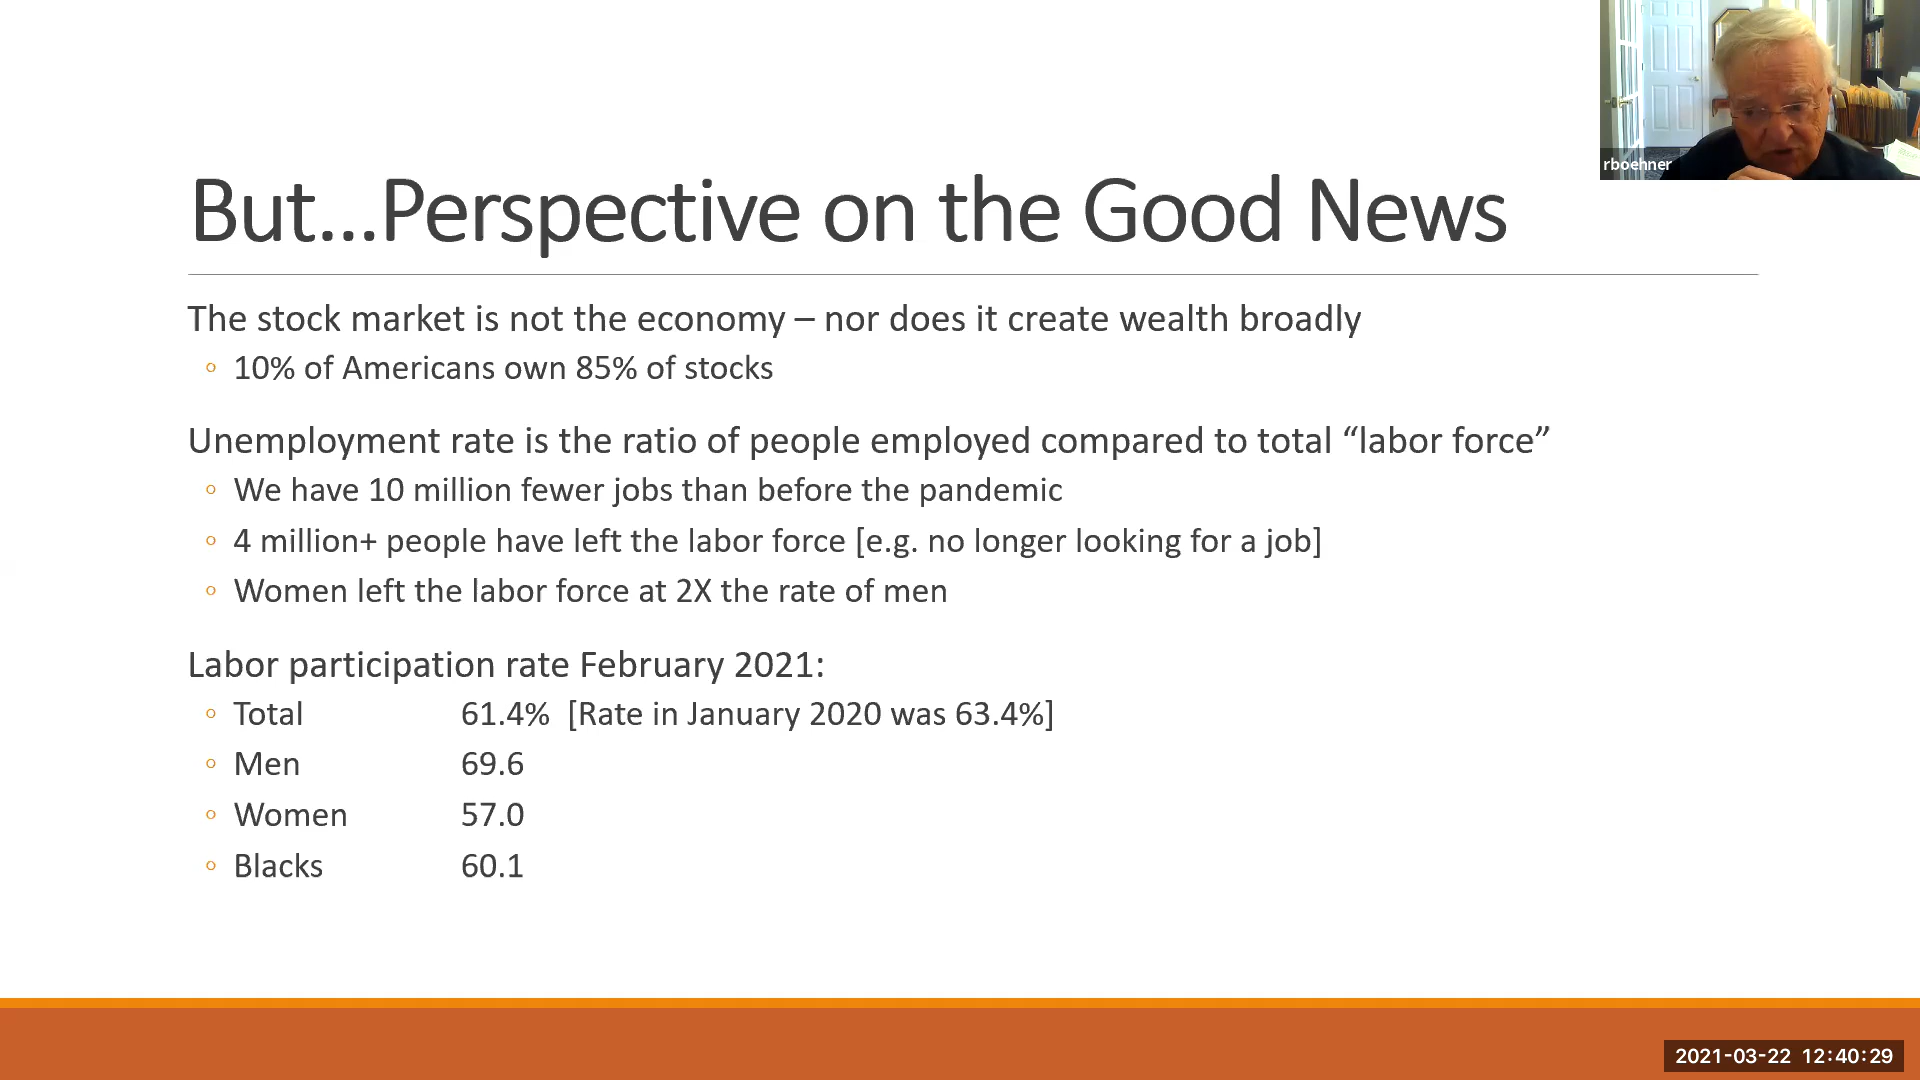 rboehner
But...Perspective on the Good News
The stock market is not the economy – nor does it create wealth broadly
◦ 10% of Americans own 85% of stocks
Unemployment rate is the ratio of people employed compared to total “labor force”
◦ We have 10 million fewer jobs than before the pandemic
◦ 4 million+ people have left the labor force [e.g. no longer looking for a job]
◦ Women left the labor force at 2X the rate of men
Labor participation rate February 2021:
◦ Total 61.4% [Rate in January 2020 was 63.4%]
◦ Men 69.6
◦ Women 57.0
◦ Blacks 60.1
2021-03-22 12:40:29